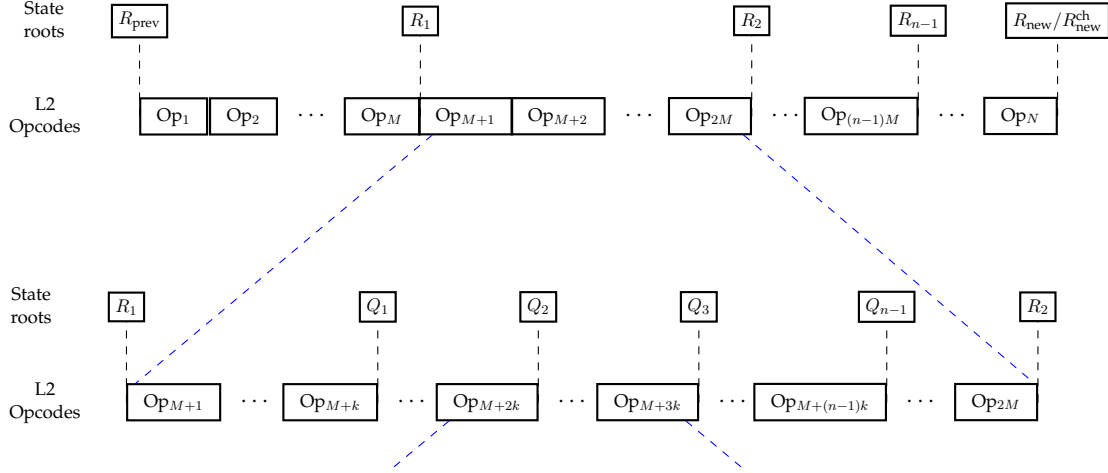 State roots R_prev R_1 R_2 R_{n−1} R_new/R_new^ch
L2 Opcodes Op_1 Op_2 ··· Op_M Op_{M+1} Op_{M+2} ··· Op_{2M} ··· Op_{(n−1)M} ··· Op_N
State roots R_1 Q_1 Q_2 Q_3 Q_{n−1} R_2
L2 Opcodes Op_{M+1} ··· Op_{M+k} ··· Op_{M+2k} ··· Op_{M+3k} ··· Op_{M+(n−1)k} ··· Op_{2M}